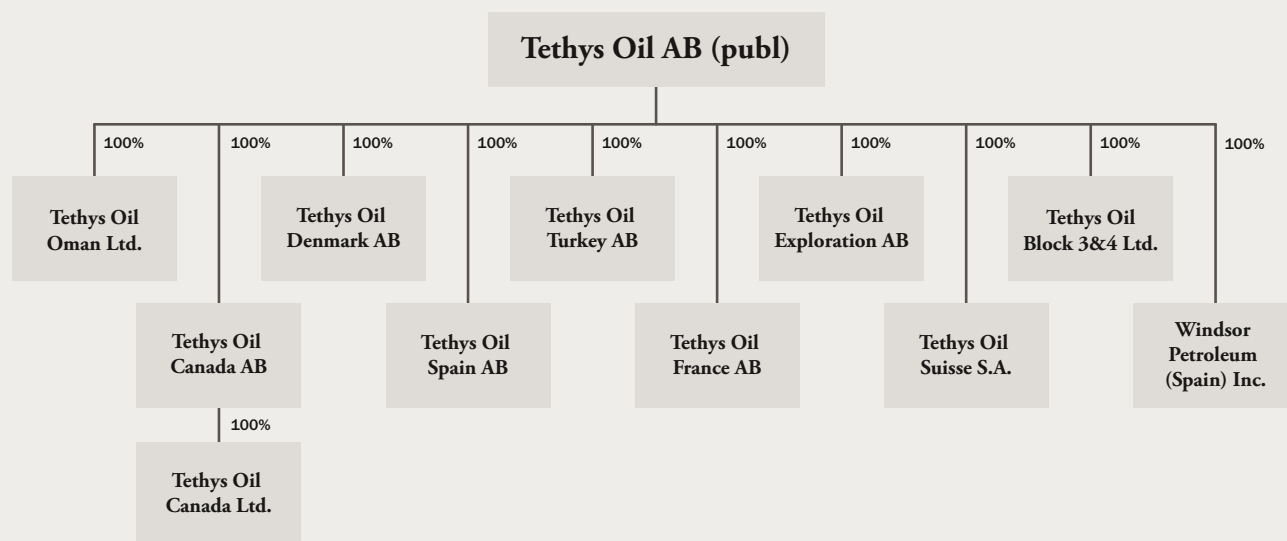 Tethys Oil AB (publ)
100%
100%
100%
100%
100%
100%
100%
100%
100%
100%
Tethys Oil
Oman Ltd.
Tethys Oil
Denmark AB
Tethys Oil
Turkey AB
Tethys Oil
Exploration AB
Tethys Oil
Block 3&4 Ltd.
Tethys Oil
Canada AB
Tethys Oil
Spain AB
Tethys Oil
France AB
Tethys Oil
Suisse S.A.
Windsor
Petroleum
(Spain) Inc.
100%
Tethys Oil
Canada Ltd.